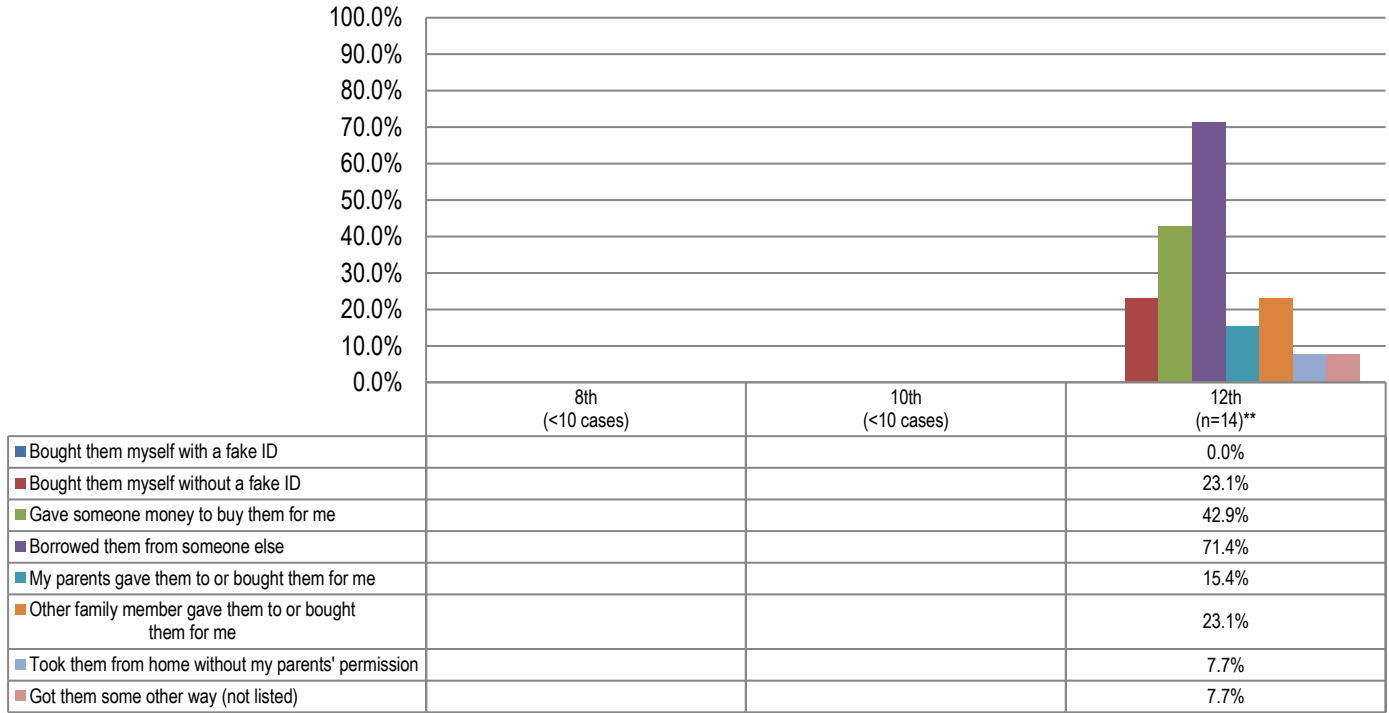 100.0%
90.0%
80.0%
70.0%
60.0%
50.0%
40.0%
30.0%
20.0%
10.0%
0.0%
8th
(<10 cases)
10th
(<10 cases)
12th
(n=14)**
Bought them myself with a fake ID 0.0%
Bought them myself without a fake ID 23.1%
Gave someone money to buy them for me 42.9%
Borrowed them from someone else 71.4%
My parents gave them to or bought them for me 15.4%
Other family member gave them to or bought
them for me 23.1%
Took them from home without my parents' permission 7.7%
Got them some other way (not listed) 7.7%